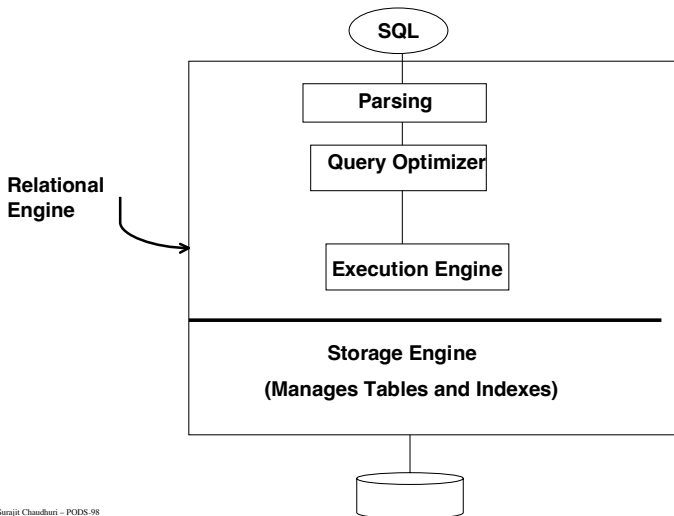 SQL
Parsing
Query Optimizer
Relational
Engine
Execution Engine
Storage Engine
(Manages Tables and Indexes)
Surajit Chaudhuri – PODS-98